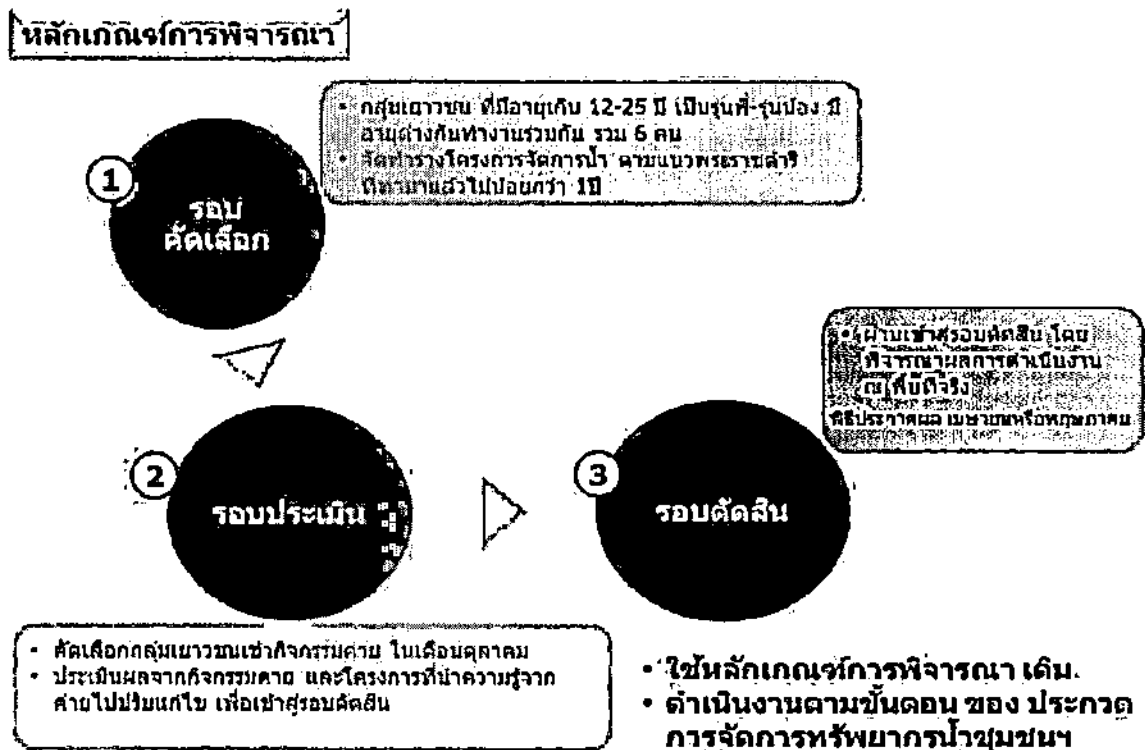 หลักเกณฑ์การพิจารณา
• กลุ่มเยาวชน ที่มีอายุเกิน 12-25 ปี เป็นรุ่นพี่-รุ่นน้อง มี
อายุต่างกันทำงานร่วมกัน รวม 6 คน
• จัดทำร่างโครงการจัดการน้ำ ตามแนวพระราชดำริ
ที่ทำมาแล้วไม่น้อยกว่า 1ปี
1
รอบ
คัดเลือก
• ผ่านเข้าสู่รอบตัดสิน โดย
พิจารณาผลการดำเนินงาน
ณ พื้นที่จริง
พิธีประกาศผล เมษายนหรือพฤษภาคม
2
รอบประเมิน
3
รอบตัดสิน
• คัดเลือกกลุ่มเยาวชนเข้ากิจกรรมค่าย ในเดือนตุลาคม
• ประเมินผลจากกิจกรรมค่าย และโครงการที่นำความรู้จาก
ค่ายไปปรับแก้ไข เพื่อเข้าสู่รอบตัดสิน
• ใช้หลักเกณฑ์การพิจารณา เดิม
• ดำเนินงานตามขั้นตอน ของ ประกวด
การจัดการทรัพยากรน้ำชุมชนฯ